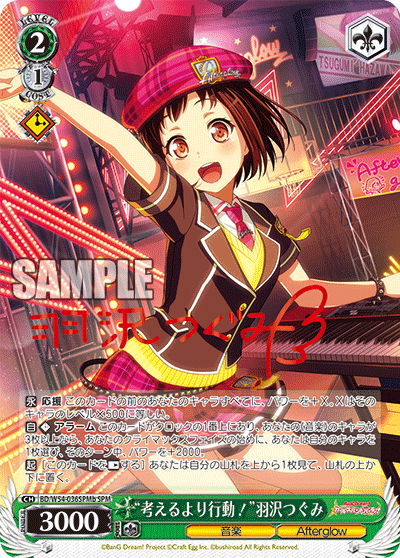 LEVEL
2
1
COST
Afterglow
TSUGUMI HAZAWA
SAMPLE
羽沢つぐみ
永 応援 このカードの前のあなたのキャラすべてに、パワーを＋X。Xはそのキャラのレベル×500に等しい。
自 アラーム このカードがクロックの1番上にあり、あなたの《音楽》のキャラが3枚以上なら、あなたのクライマックスフェイズの始めに、あなたは自分のキャラを1枚選び、そのターン中、パワーを＋2000。
起 ［このカードを する］ あなたは自分の山札を上から1枚見て、山札の上か下に置く。
CH BD/W54-036SPMb SPM
3000
“考えるより行動！”羽沢つぐみ
音楽
Afterglow
©BanG Dream! Project ©Craft Egg Inc. ©bushiroad All Rights Reserved.